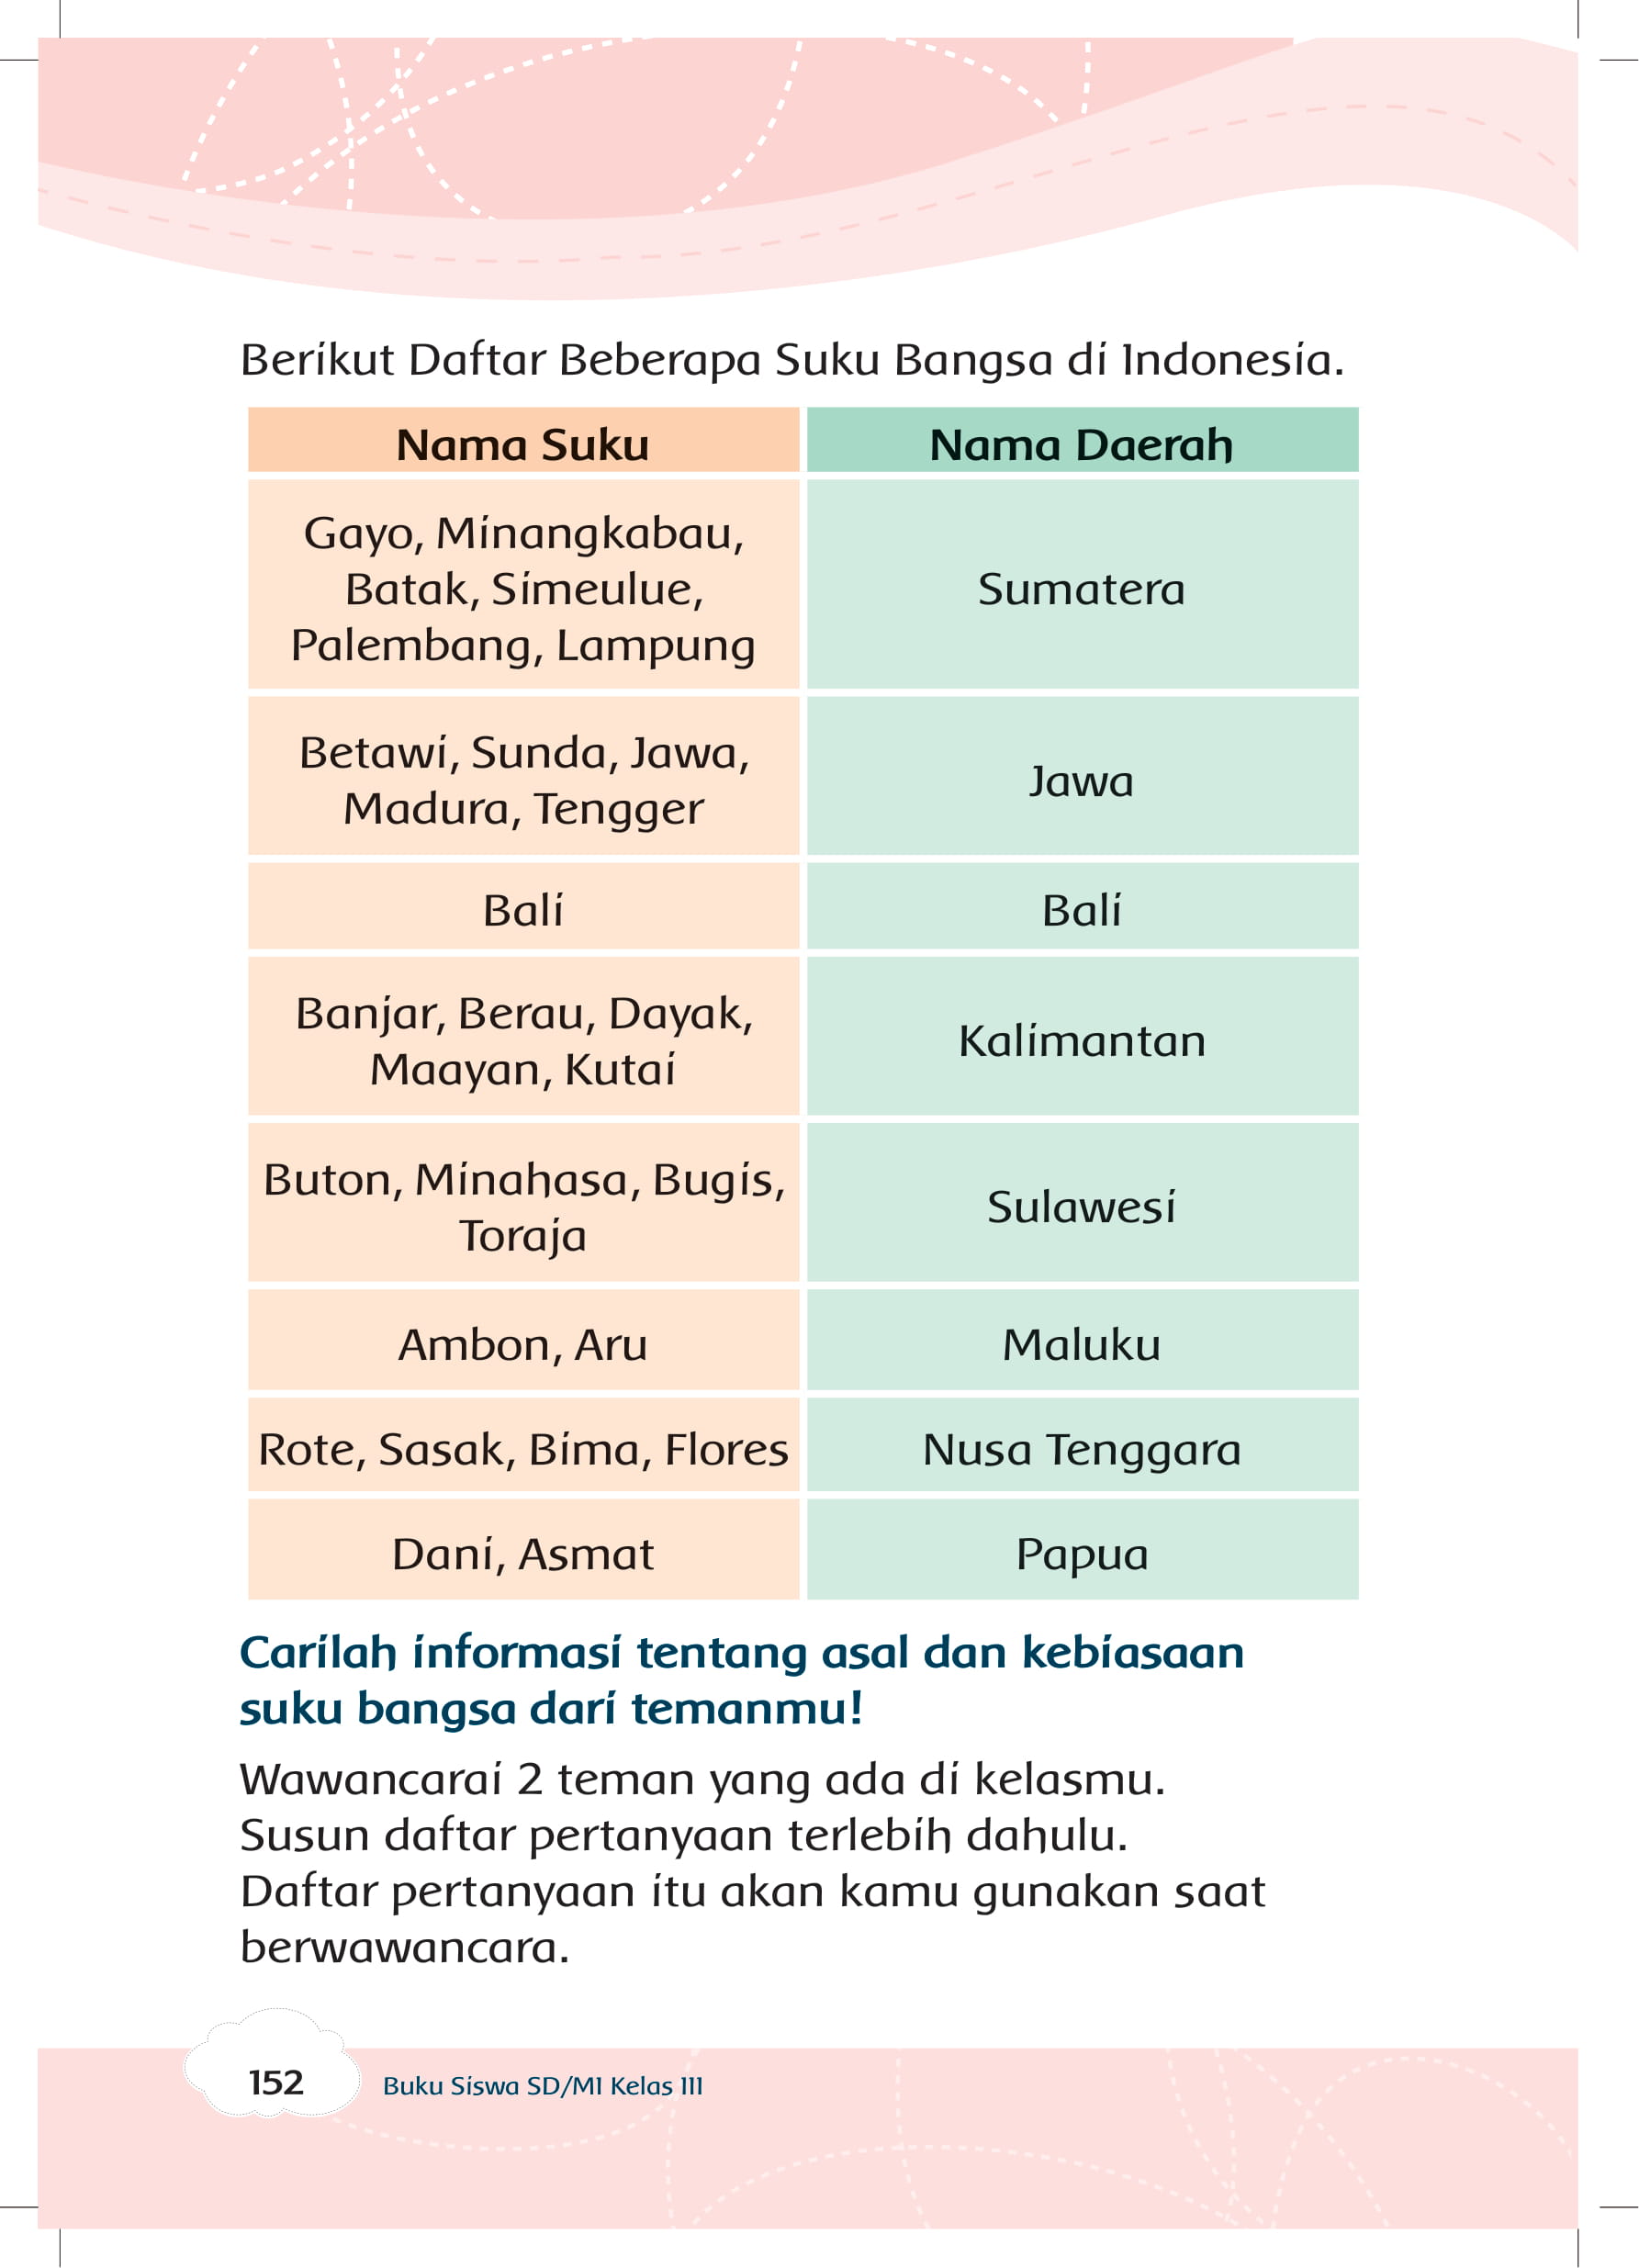 Berikut Daftar Beberapa Suku Bangsa di Indonesia.
Nama Suku
Nama Daerah
Gayo, Minangkabau,
Batak, Simeulue,
Palembang, Lampung
Sumatera
Betawi, Sunda, Jawa,
Madura, Tengger
Jawa
Bali
Bali
Banjar, Berau, Dayak,
Maayan, Kutai
Kalimantan
Buton, Minahasa, Bugis,
Toraja
Sulawesi
Ambon, Aru
Maluku
Rote, Sasak, Bima, Flores
Nusa Tenggara
Dani, Asmat
Papua
Carilah informasi tentang asal dan kebiasaan
suku bangsa dari temanmu!
Wawancarai 2 teman yang ada di kelasmu.
Susun daftar pertanyaan terlebih dahulu.
Daftar pertanyaan itu akan kamu gunakan saat
berwawancara.
152
Buku Siswa SD/MI Kelas III